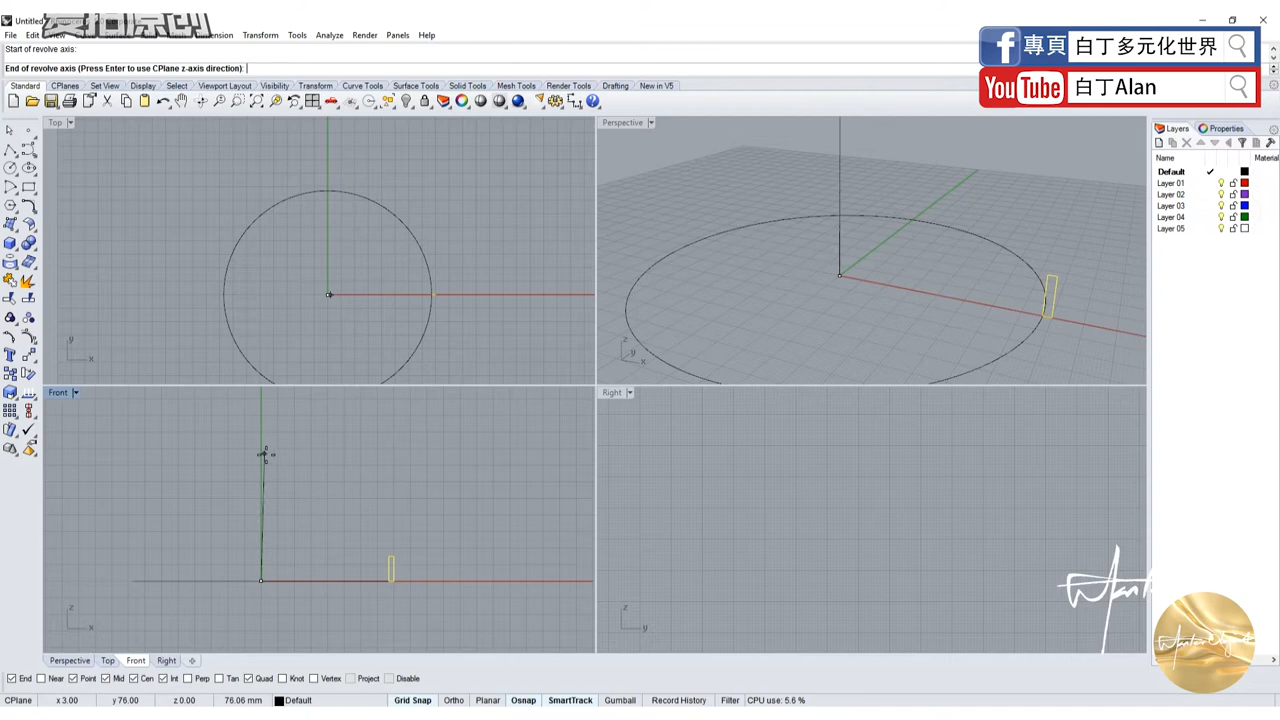 Untitled
愛拍原創
File Edit Dimension Transform Tools Analyze Render Panels Help
Start of revolve axis:
End of revolve axis (Press Enter to use CPlane z-axis direction):
專頁 白丁多元化世界
YouTube 白丁Alan
Standard CPlanes Set View Display Select Viewport Layout Visibility Transform Curve Tools Surface Tools Solid Tools Mesh Tools Render Tools Drafting New in V5
Top
Perspective
Layers Properties
Name Material
Default
Layer 01
Layer 02
Layer 03
Layer 04
Layer 05
y
x
z
y
x
Front
Right
z
x
z
y
Perspective Top Front Right
End Near Point Mid Cen Int Perp Tan Quad Knot Vertex Project Disable
CPlane x 3.00 y 76.00 z 0.00 76.06 mm Default Grid Snap Ortho Planar Osnap SmartTrack Gumball Record History Filter CPU use: 5.6 %